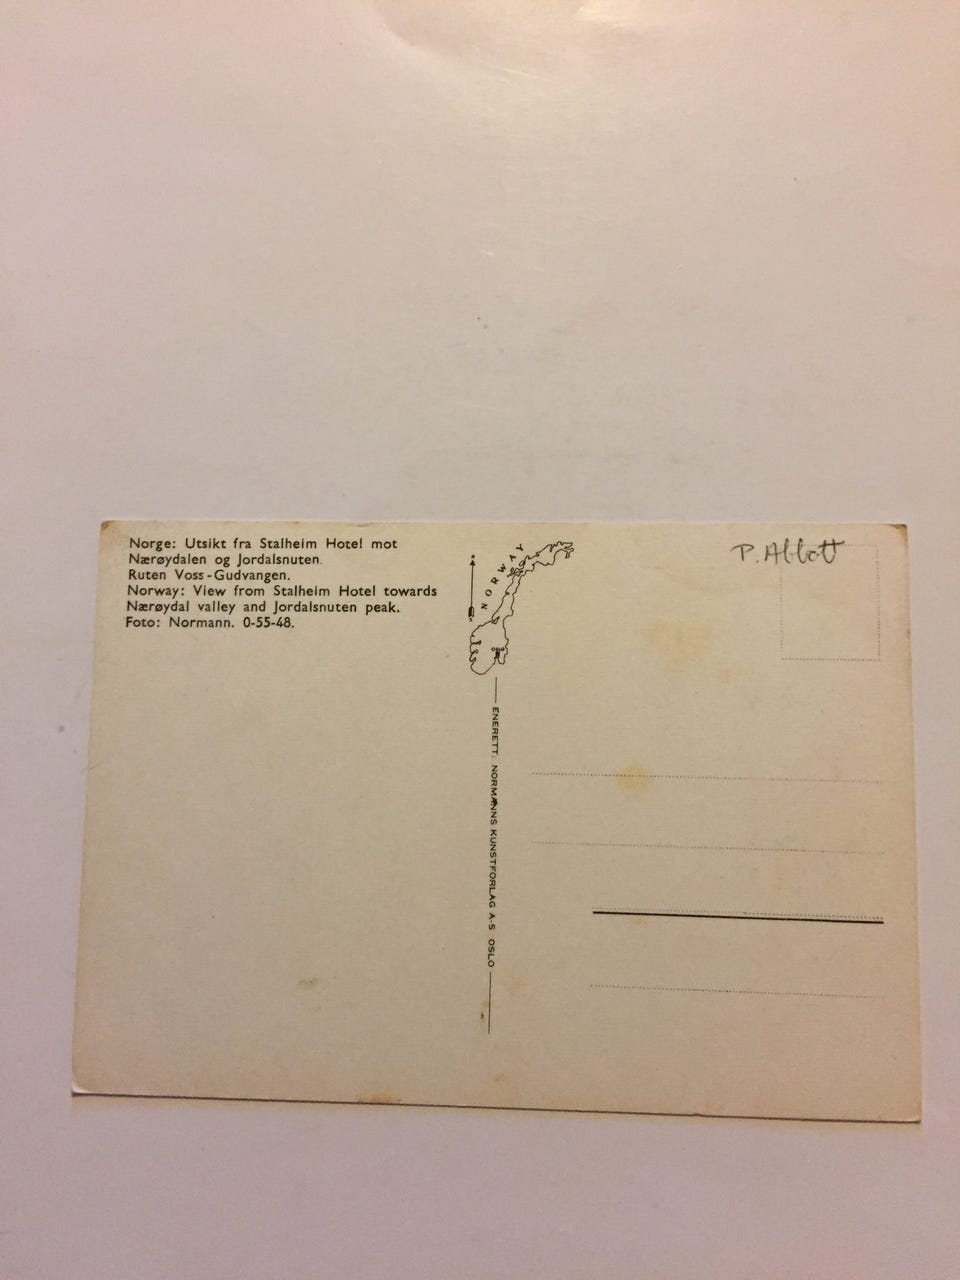 Norge: Utsikt fra Stalheim Hotel mot
Nærøydalen og Jordalsnuten.
Ruten Voss-Gudvangen.
Norway: View from Stalheim Hotel towards
Nærøydal valley and Jordalsnuten peak.
Foto: Normann. 0-55-48.
NORWAY
ENERETT: NORMANNS KUNSTFORLAG A-S OSLO
P. Abbott